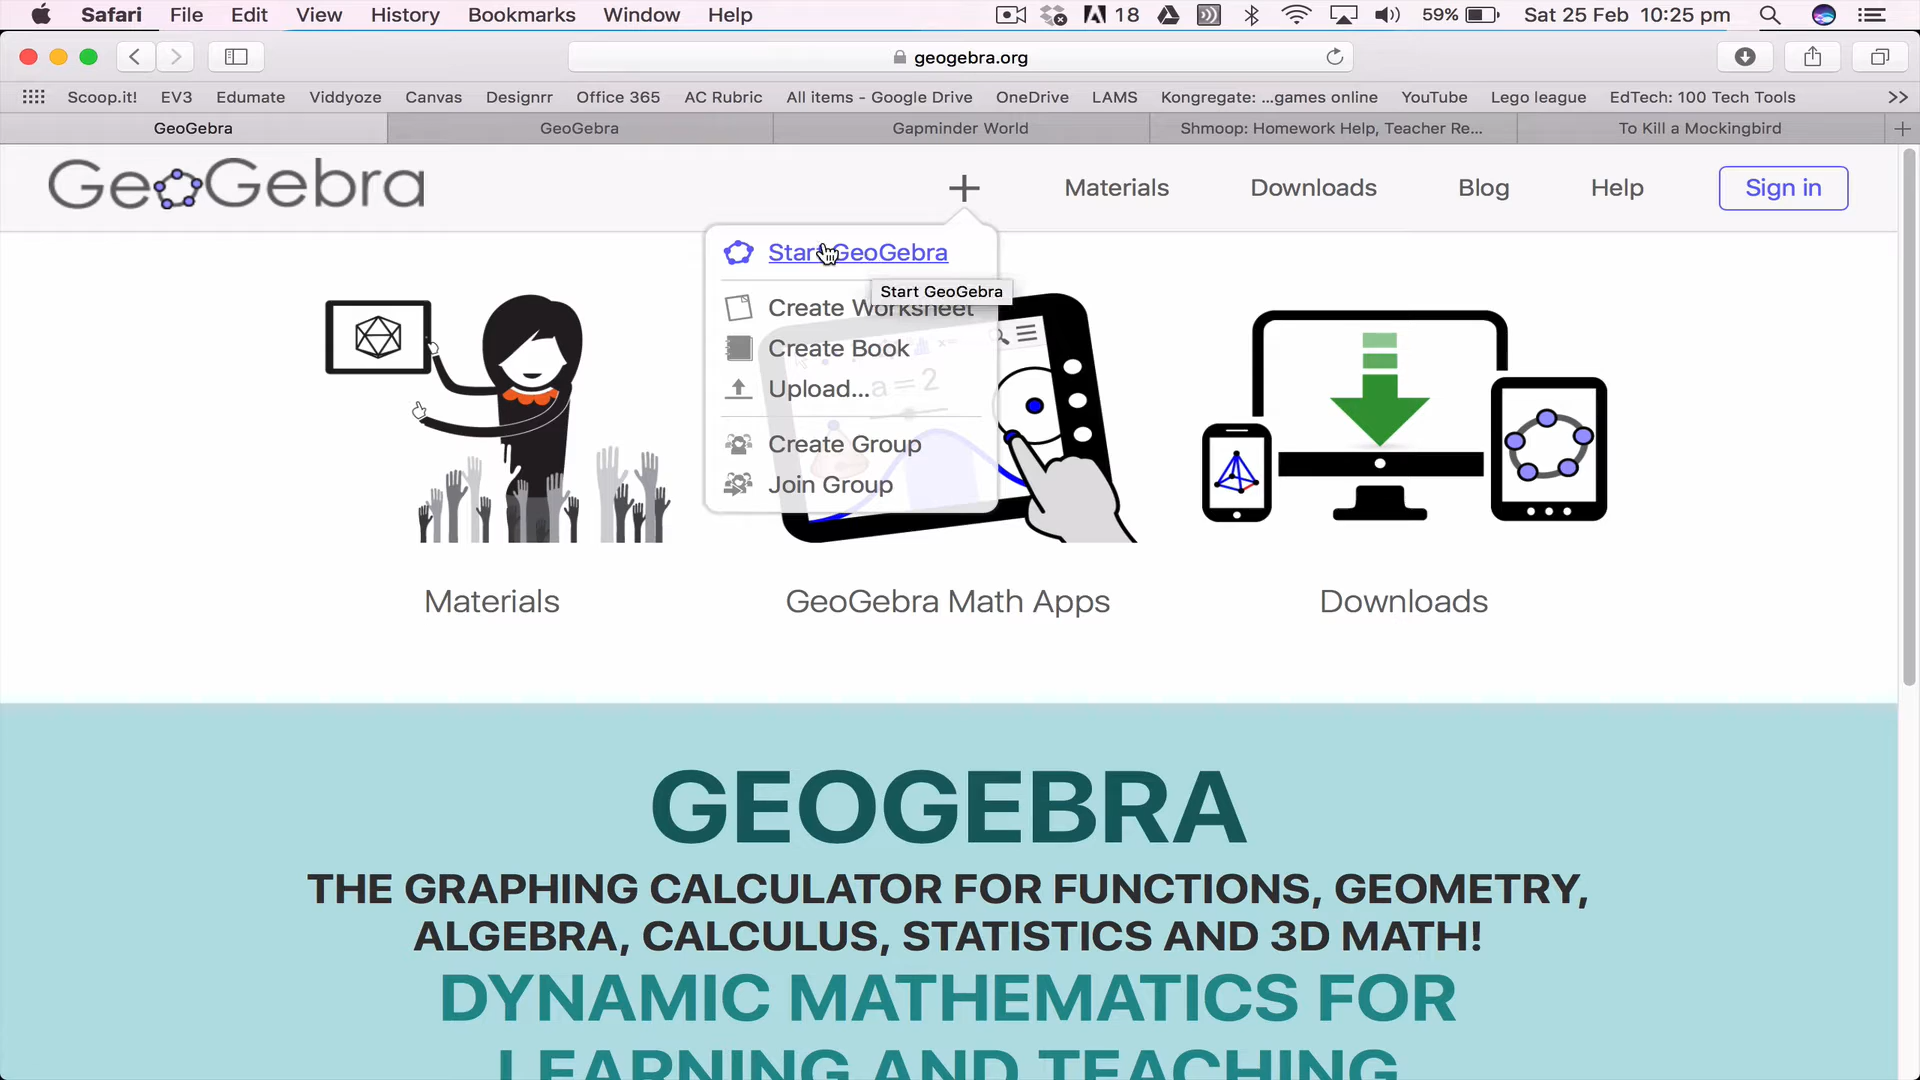 Safari File Edit View History Bookmarks Window Help 18 59% Sat 25 Feb 10:25 pm
geogebra.org
Scoop.it! EV3 Edumate Viddyoze Canvas Designrr Office 365 AC Rubric All items - Google Drive OneDrive LAMS Kongregate: ...games online YouTube Lego league EdTech: 100 Tech Tools >>
GeoGebra GeoGebra Gapminder World Shmoop: Homework Help, Teacher Re... To Kill a Mockingbird
GeoGebra Materials Downloads Blog Help Sign in
Start GeoGebra
Start GeoGebra
Create Worksheet
Create Book
Upload...
a = 2
Create Group
Join Group
Materials GeoGebra Math Apps Downloads
GEOGEBRA
THE GRAPHING CALCULATOR FOR FUNCTIONS, GEOMETRY,
ALGEBRA, CALCULUS, STATISTICS AND 3D MATH!
DYNAMIC MATHEMATICS FOR
LEARNING AND TEACHING